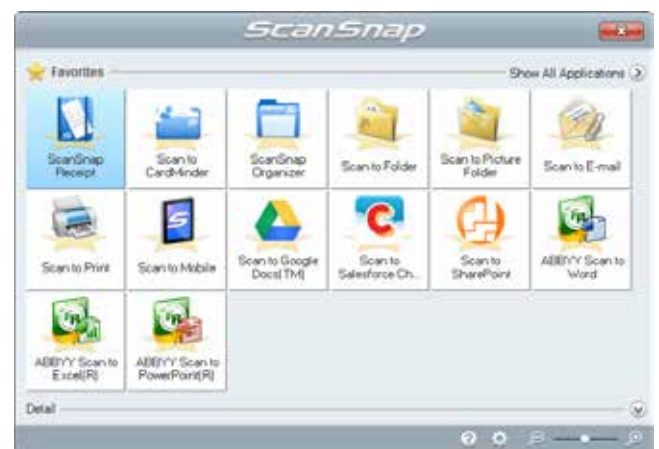 ScanSnap
Favorites
Show All Applications
ScanSnap
Receipt
Scan to
CardMinder
ScanSnap
Organizer
Scan to Folder
Scan to Picture
Folder
Scan to E-mail
Scan to Print
Scan to Mobile
Scan to Google
Docs(TM)
Scan to
Salesforce Ch...
Scan to
SharePoint
ABBYY Scan to
Word
ABBYY Scan to
Excel(R)
ABBYY Scan to
PowerPoint(R)
Detail